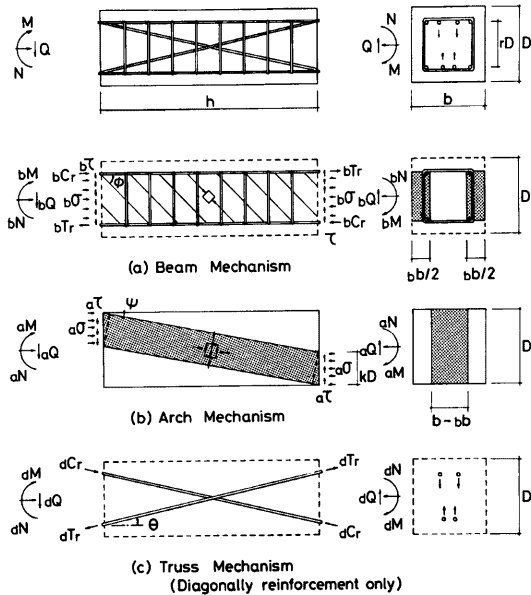 M
Q
N
h
N
Q
M
rD
D
b
bτ
bM
bCr
φ
bQ
bσ
bN
bTr
bTr
bσ
bCr
τ
bN
bQ
bM
D
bb/2
bb/2
(a) Beam Mechanism
aτ
ψ
aM
aσ
aQ
aN
aσ
kD
aτ
aN
aQ
aM
D
b-bb
(b) Arch Mechanism
dCr
dM
dQ
dN
dTr
θ
dTr
dCr
dN
dQ
dM
D
(c) Truss Mechanism
(Diagonally reinforcement only)